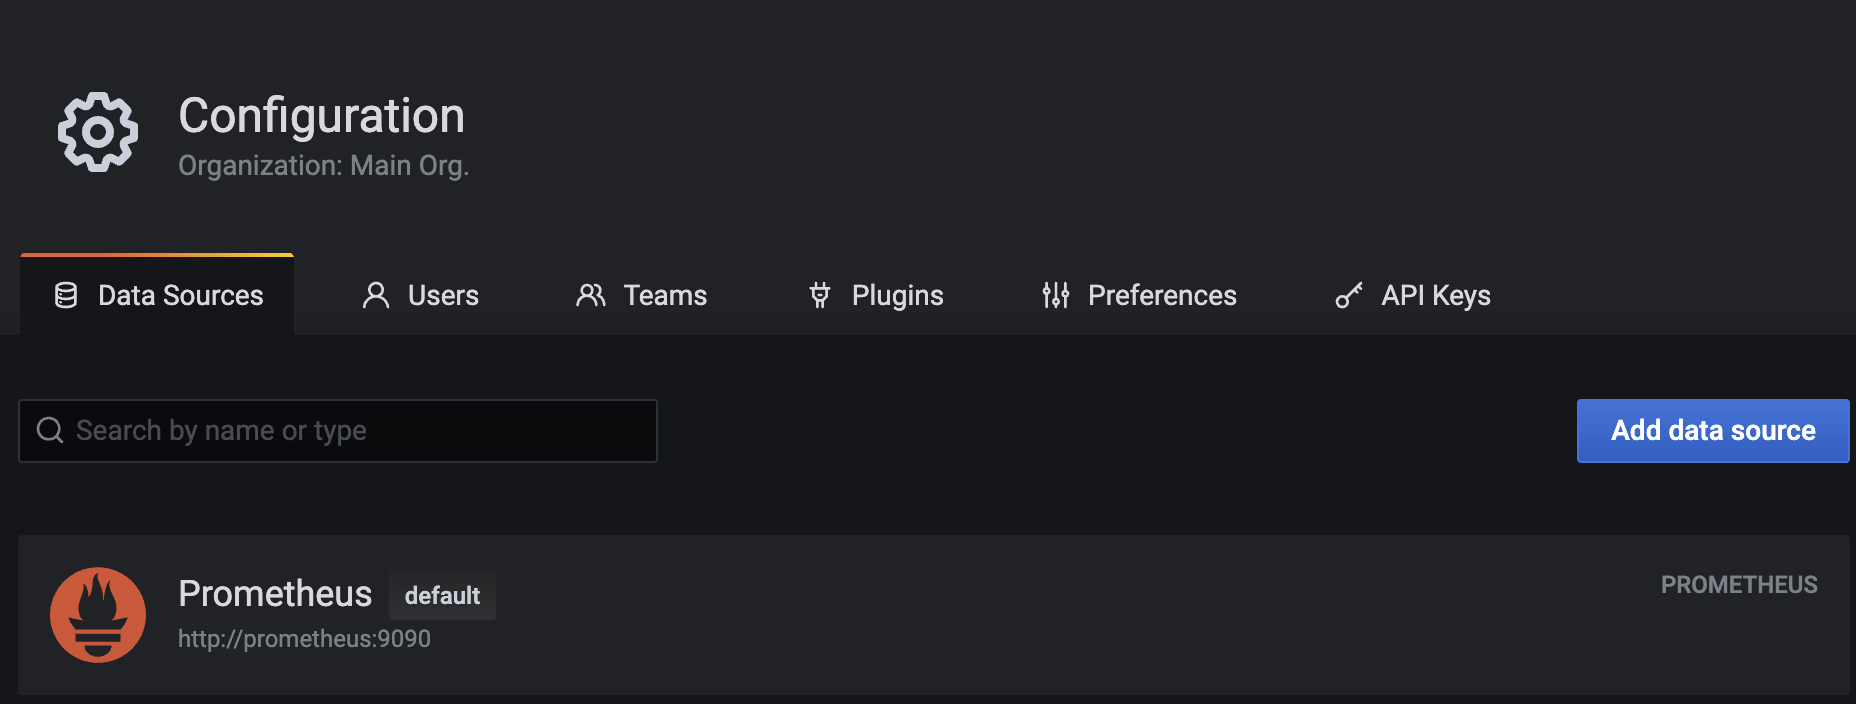 Configuration
Organization: Main Org.
Data Sources Users Teams Plugins Preferences API Keys
Search by name or type
Add data source
Prometheus default
PROMETHEUS
http://prometheus:9090